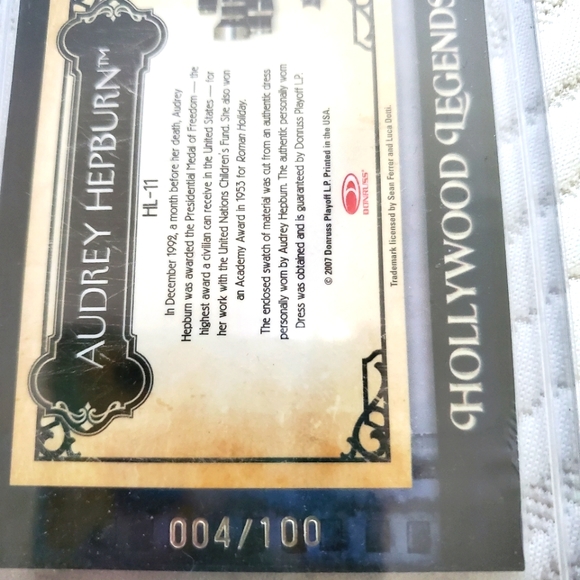 AUDREY HEPBURN™
HL-11
In December 1992, a month before her death, Audrey
Hepburn was awarded the Presidential Medal of Freedom — the
highest award a civilian can receive in the United States — for
her work with the United Nations Children's Fund. She also won
an Academy Award in 1953 for Roman Holiday.
The enclosed swatch of material was cut from an authentic dress
personally worn by Audrey Hepburn. The authentic personally worn
Dress was obtained and is guaranteed by Donruss Playoff L.P.
© 2007 Donruss Playoff L.P. Printed in the USA.
DONRUSS
Trademark licensed by Sean Ferrer and Luca Dotti.
HOLLYWOOD LEGENDS
004/100